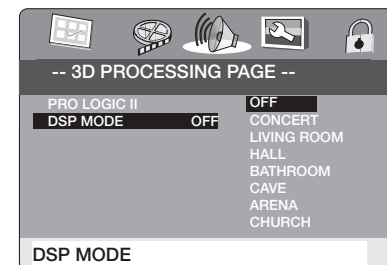 -- 3D PROCESSING PAGE --
PRO LOGIC II
DSP MODE OFF
OFF
CONCERT
LIVING ROOM
HALL
BATHROOM
CAVE
ARENA
CHURCH
DSP MODE